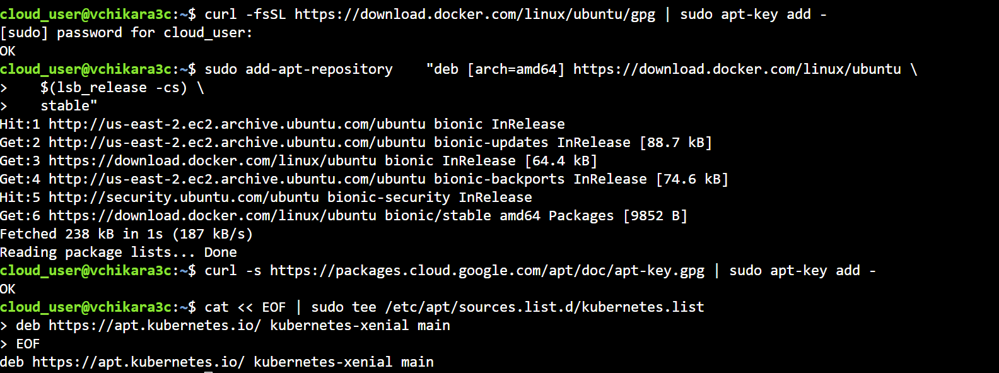 cloud_user@vchikara3c:~$ curl -fsSL https://download.docker.com/linux/ubuntu/gpg | sudo apt-key add -
[sudo] password for cloud_user:
OK
cloud_user@vchikara3c:~$ sudo add-apt-repository    "deb [arch=amd64] https://download.docker.com/linux/ubuntu \
>    $(lsb_release -cs) \
>    stable"
Hit:1 http://us-east-2.ec2.archive.ubuntu.com/ubuntu bionic InRelease
Get:2 http://us-east-2.ec2.archive.ubuntu.com/ubuntu bionic-updates InRelease [88.7 kB]
Get:3 https://download.docker.com/linux/ubuntu bionic InRelease [64.4 kB]
Get:4 http://us-east-2.ec2.archive.ubuntu.com/ubuntu bionic-backports InRelease [74.6 kB]
Hit:5 http://security.ubuntu.com/ubuntu bionic-security InRelease
Get:6 https://download.docker.com/linux/ubuntu bionic/stable amd64 Packages [9852 B]
Fetched 238 kB in 1s (187 kB/s)
Reading package lists... Done
cloud_user@vchikara3c:~$ curl -s https://packages.cloud.google.com/apt/doc/apt-key.gpg | sudo apt-key add -
OK
cloud_user@vchikara3c:~$ cat << EOF | sudo tee /etc/apt/sources.list.d/kubernetes.list
> deb https://apt.kubernetes.io/ kubernetes-xenial main
> EOF
deb https://apt.kubernetes.io/ kubernetes-xenial main